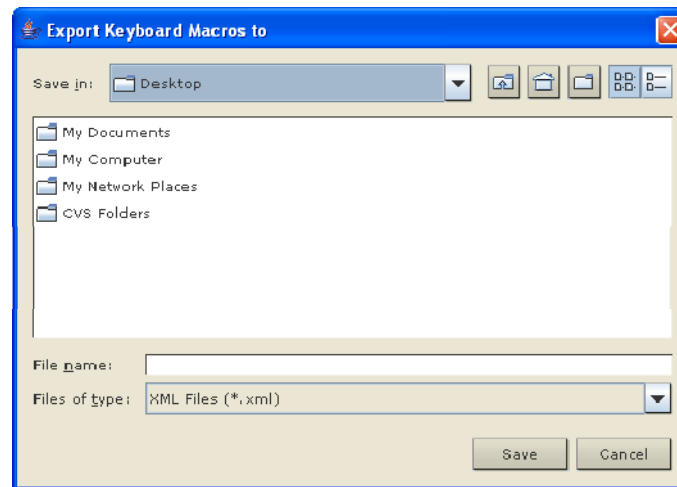 Export Keyboard Macros to
Save in: Desktop
My Documents
My Computer
My Network Places
CVS Folders
File name:
Files of type: XML Files (*.xml)
Save Cancel